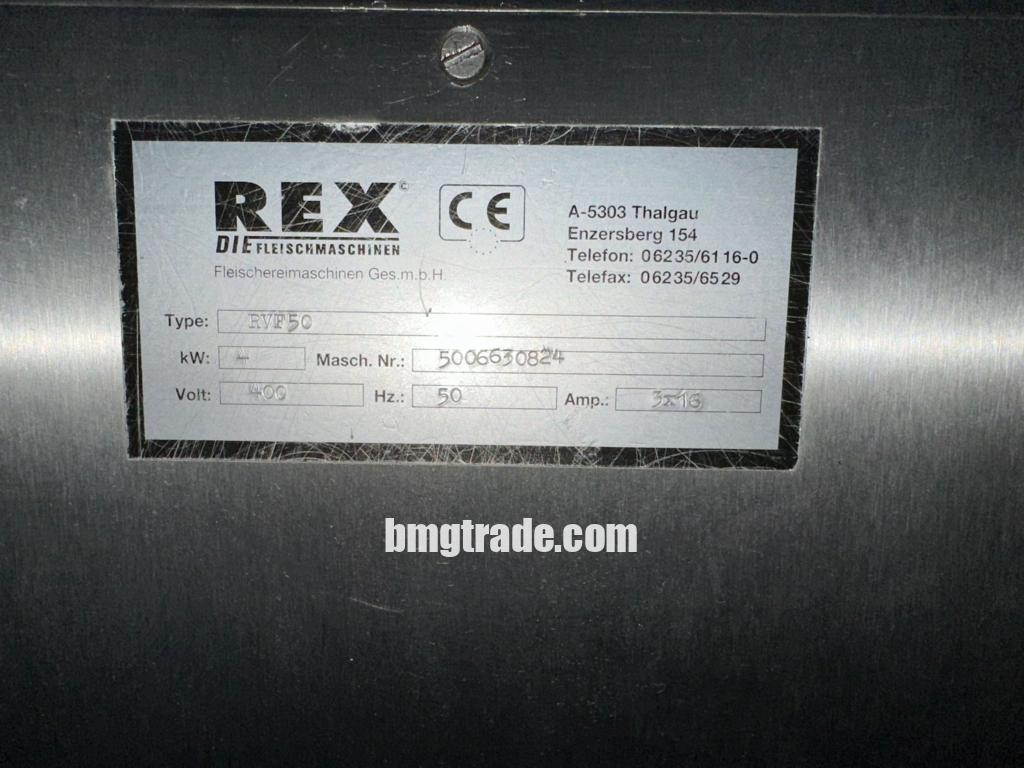 REX©
DIE FLEISCHMASCHINEN
Fleischereimaschinen Ges.m.b.H.
CE
A-5303 Thalgau
Enzersberg 154
Telefon: 06235/6116-0
Telefax: 06235/6529
Type: RVF50
kW: 4 Masch. Nr.: 5006630824
Volt: 400 Hz.: 50 Amp.: 3x16
bmgtrade.com